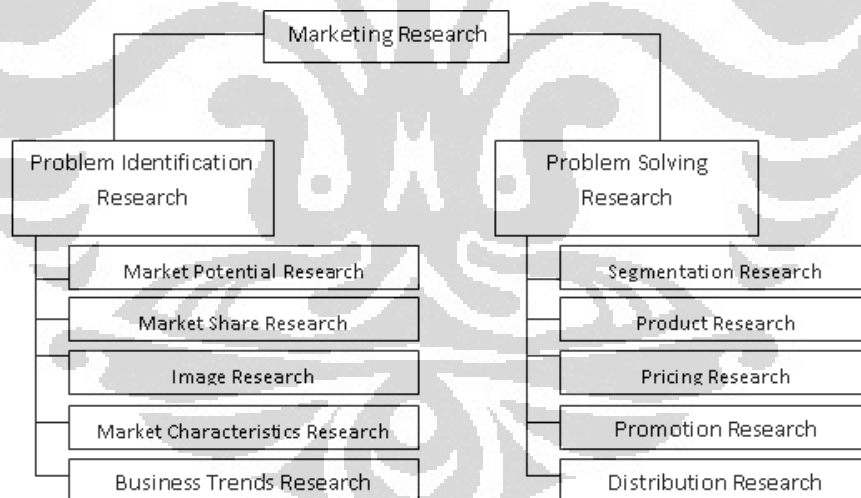 Marketing Research
Problem Identification
Research
Problem Solving
Research
Market Potential Research
Market Share Research
Image Research
Market Characteristics Research
Business Trends Research
Segmentation Research
Product Research
Pricing Research
Promotion Research
Distribution Research